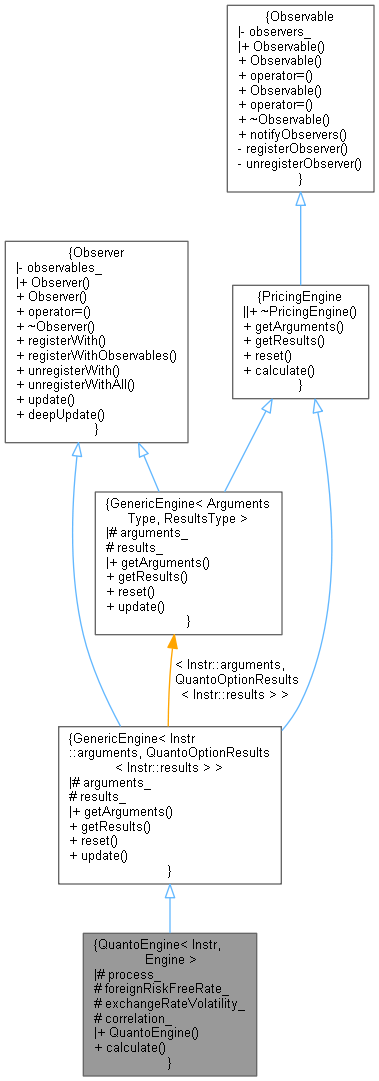 {Observable
|- observers_
|+ Observable()
+ Observable()
+ operator=()
+ Observable()
+ operator=()
+ ~Observable()
+ notifyObservers()
- registerObserver()
- unregisterObserver()
}
{Observer
|- observables_
|+ Observer()
+ Observer()
+ operator=()
+ ~Observer()
+ registerWith()
+ registerWithObservables()
+ unregisterWith()
+ unregisterWithAll()
+ update()
+ deepUpdate()
}
{PricingEngine
||+ ~PricingEngine()
+ getArguments()
+ getResults()
+ reset()
+ calculate()
}
{GenericEngine< Arguments
Type, ResultsType >
|# arguments_
# results_
|+ getArguments()
+ getResults()
+ reset()
+ update()
}
< Instr::arguments,
QuantoOptionResults
< Instr::results > >
{GenericEngine< Instr
::arguments, QuantoOptionResults
< Instr::results > >
|# arguments_
# results_
|+ getArguments()
+ getResults()
+ reset()
+ update()
}
{QuantoEngine< Instr,
Engine >
|# process_
# foreignRiskFreeRate_
# exchangeRateVolatility_
# correlation_
|+ QuantoEngine()
+ calculate()
}